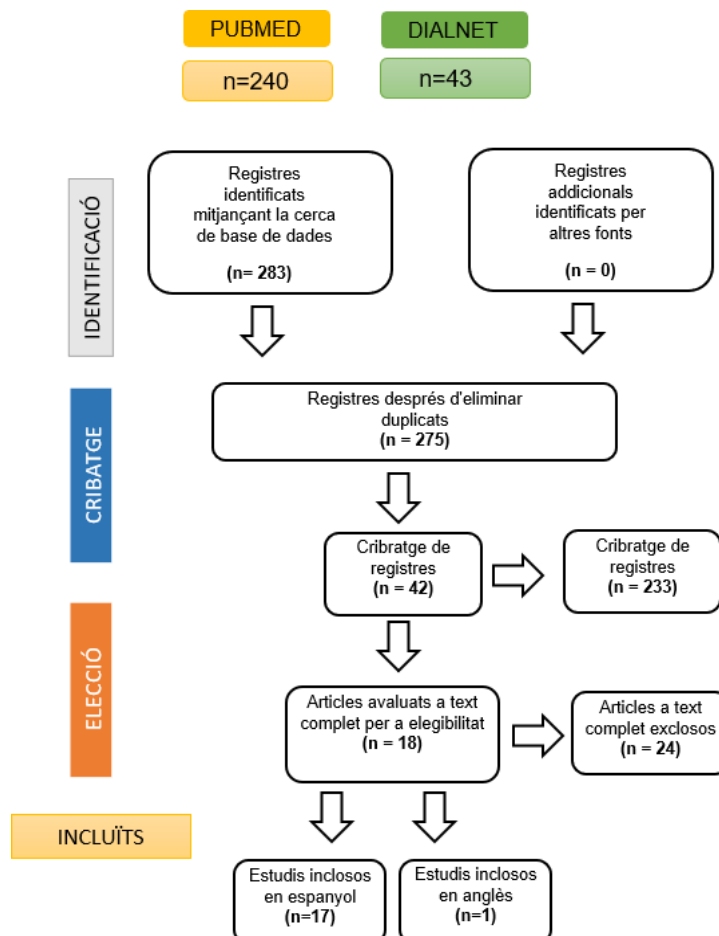 PUBMED
DIALNET
n=240
n=43
IDENTIFICACIÓ
Registres
identificats
mitjançant la cerca
de base de dades
(n= 283)
Registres
addicionals
identificats per
altres fonts
(n = 0)
CRIBATGE
Registres després d'eliminar
duplicats
(n = 275)
Cribratge de
registres
(n = 42)
Cribratge de
registres
(n = 233)
ELECCIÓ
Articles avaluats a text
complet per a elegibilitat
(n = 18)
Articles a text
complet exclosos
(n = 24)
INCLUÏTS
Estudis inclosos
en espanyol
(n=17)
Estudis inclosos
en anglès
(n=1)